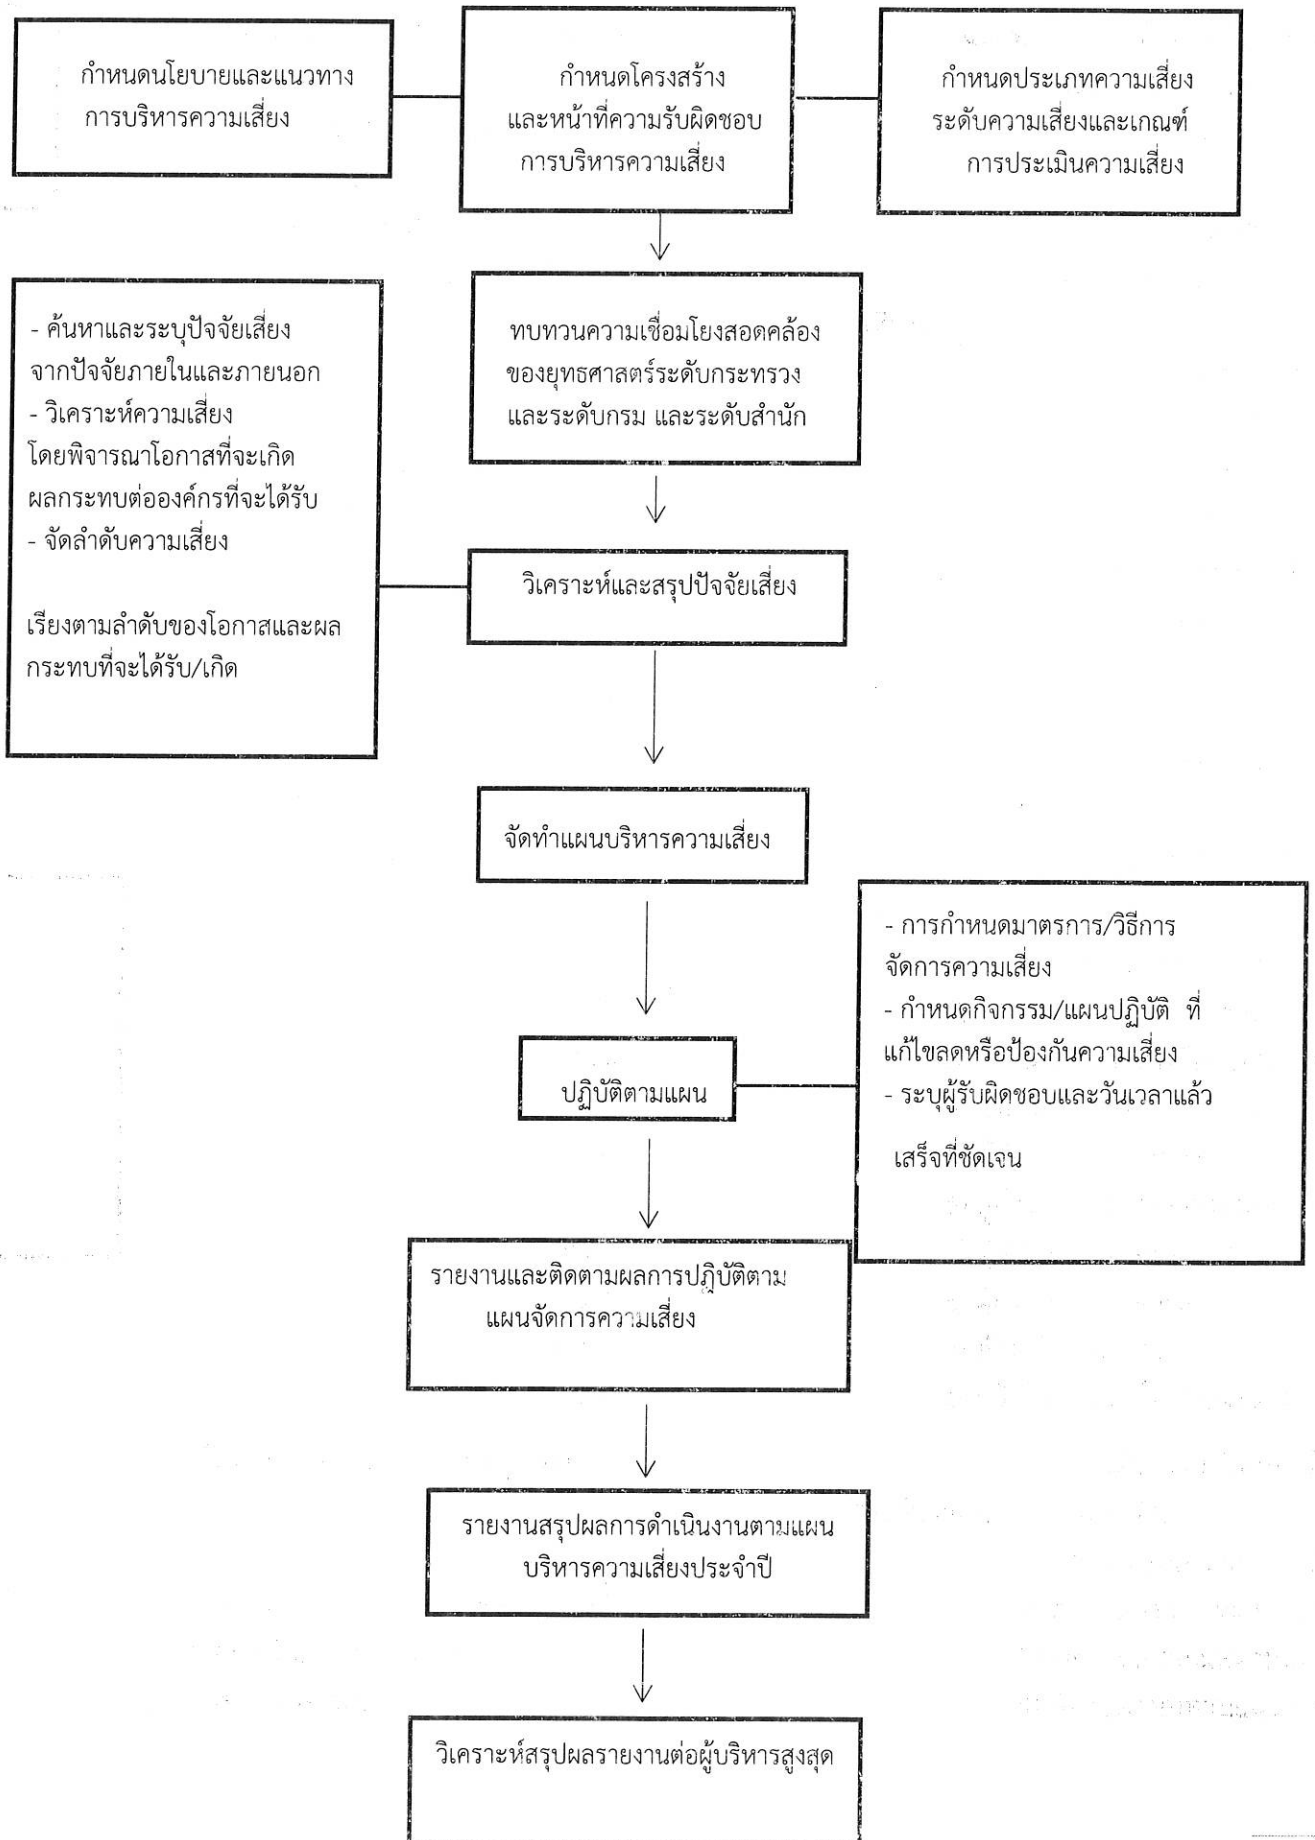 กำหนดนโยบายและแนวทาง
การบริหารความเสี่ยง
กำหนดโครงสร้าง
และหน้าที่ความรับผิดชอบ
การบริหารความเสี่ยง
กำหนดประเภทความเสี่ยง
ระดับความเสี่ยงและเกณฑ์
การประเมินความเสี่ยง
- ค้นหาและระบุปัจจัยเสี่ยง
จากปัจจัยภายในและภายนอก
- วิเคราะห์ความเสี่ยง
โดยพิจารณาโอกาสที่จะเกิด
ผลกระทบต่อองค์กรที่จะได้รับ
- จัดลำดับความเสี่ยง
เรียงตามลำดับของโอกาสและผล
กระทบที่จะได้รับ/เกิด
ทบทวนความเชื่อมโยงสอดคล้อง
ของยุทธศาสตร์ระดับกระทรวง
และระดับกรม และระดับสำนัก
วิเคราะห์และสรุปปัจจัยเสี่ยง
จัดทำแผนบริหารความเสี่ยง
- การกำหนดมาตรการ/วิธีการ
จัดการความเสี่ยง
- กำหนดกิจกรรม/แผนปฏิบัติ ที่
แก้ไขลดหรือป้องกันความเสี่ยง
- ระบุผู้รับผิดชอบและวันเวลาแล้ว
เสร็จที่ชัดเจน
ปฏิบัติตามแผน
รายงานและติดตามผลการปฏิบัติตาม
แผนจัดการความเสี่ยง
รายงานสรุปผลการดำเนินงานตามแผน
บริหารความเสี่ยงประจำปี
วิเคราะห์สรุปผลรายงานต่อผู้บริหารสูงสุด